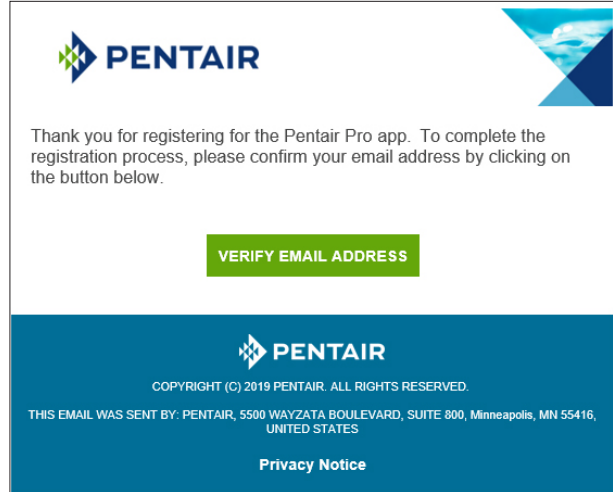 PENTAIR
Thank you for registering for the Pentair Pro app.  To complete the
registration process, please confirm your email address by clicking on
the button below.
VERIFY EMAIL ADDRESS
PENTAIR
COPYRIGHT (C) 2019 PENTAIR. ALL RIGHTS RESERVED.
THIS EMAIL WAS SENT BY: PENTAIR, 5500 WAYZATA BOULEVARD, SUITE 800, Minneapolis, MN 55416,
UNITED STATES
Privacy Notice